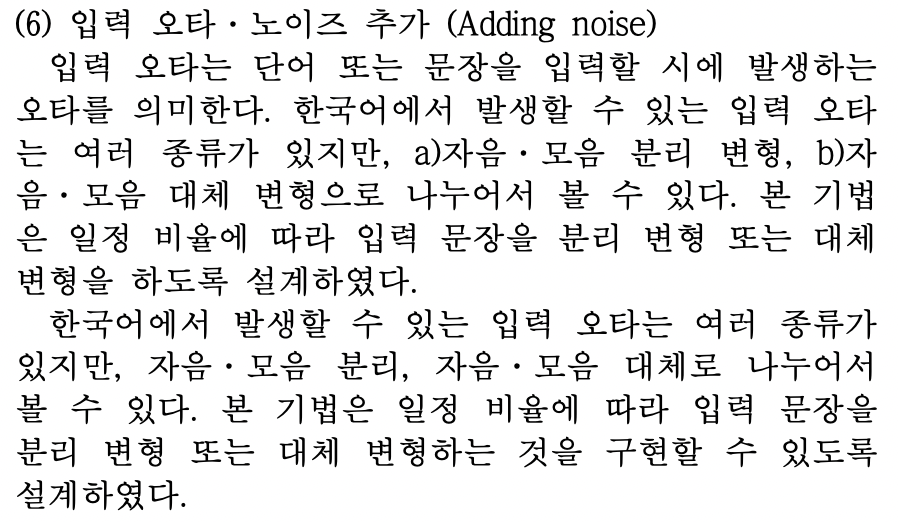 (6) 입력 오타·노이즈 추가 (Adding noise)
입력 오타는 단어 또는 문장을 입력할 시에 발생하는
오타를 의미한다. 한국어에서 발생할 수 있는 입력 오타
는 여러 종류가 있지만, a)자음·모음 분리 변형, b)자
음·모음 대체 변형으로 나누어서 볼 수 있다. 본 기법
은 일정 비율에 따라 입력 문장을 분리 변형 또는 대체
변형을 하도록 설계하였다.
한국어에서 발생할 수 있는 입력 오타는 여러 종류가
있지만, 자음·모음 분리, 자음·모음 대체로 나누어서
볼 수 있다. 본 기법은 일정 비율에 따라 입력 문장을
분리 변형 또는 대체 변형하는 것을 구현할 수 있도록
설계하였다.